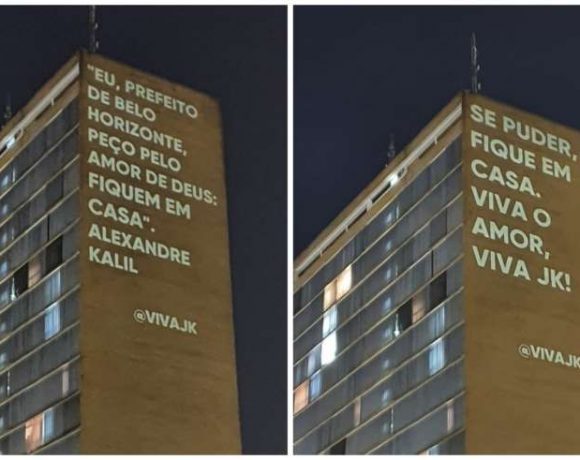 "EU, PREFEITO
DE BELO
HORIZONTE,
PEÇO PELO
AMOR DE DEUS:
FIQUEM EM
CASA".
ALEXANDRE
KALIL
@VIVAJK
SE PUDER,
FIQUE EM
CASA.
VIVA O
AMOR,
VIVA JK!
@VIVAJK